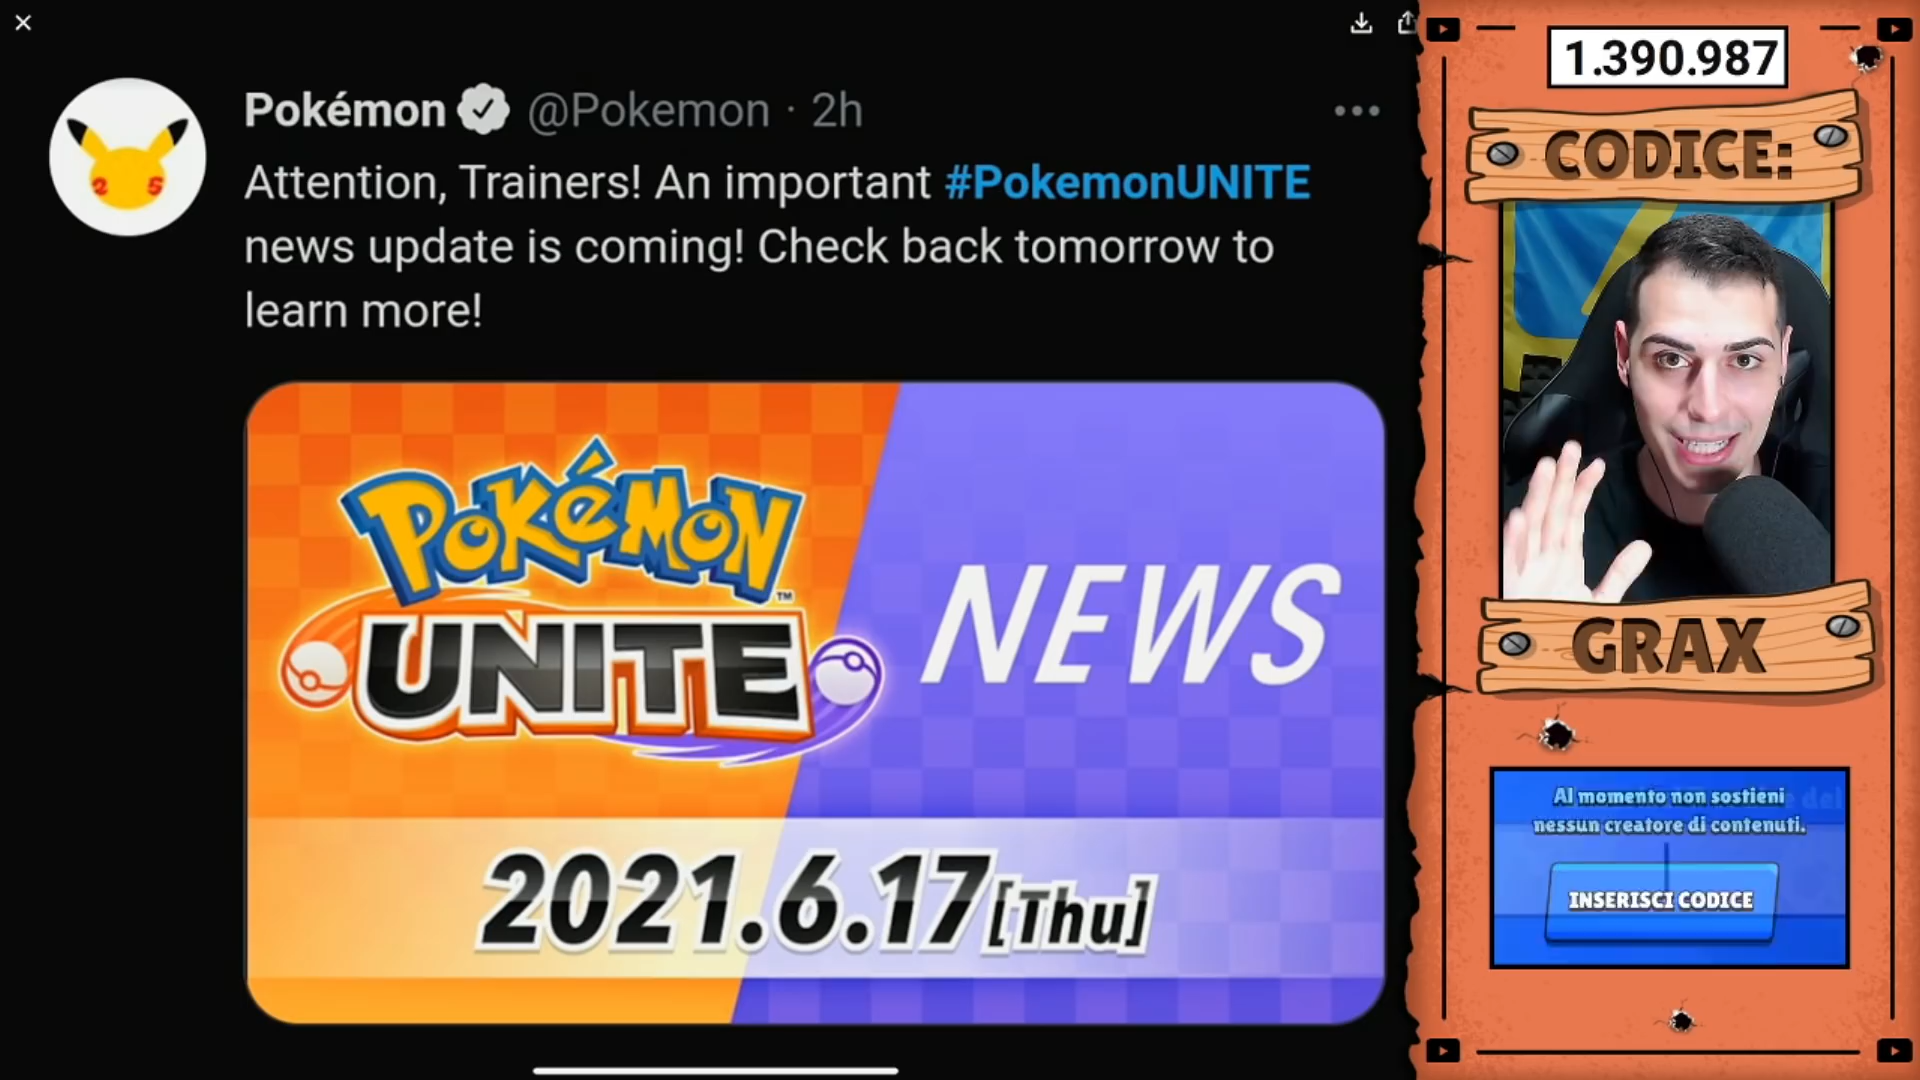 Pokémon @Pokemon · 2h
Attention, Trainers! An important #PokemonUNITE
news update is coming! Check back tomorrow to
learn more!
25
POKéMON
TM
UNITE
NEWS
2021.6.17[Thu]
1.390.987
CODICE:
GRAX
Al momento non sostieni
nessun creatore di contenuti.
INSERISCI CODICE